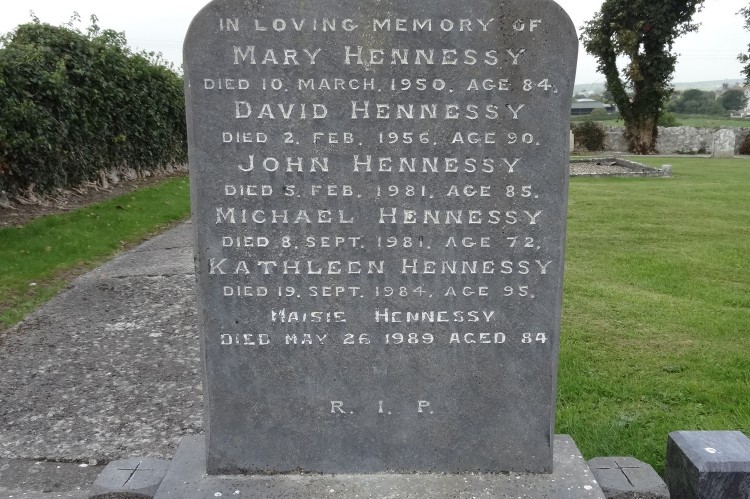 IN LOVING MEMORY OF
MARY HENNESSY
DIED 10. MARCH. 1950. AGE 84.
DAVID HENNESSY
DIED 2. FEB. 1956. AGE 90.
JOHN HENNESSY
DIED 5. FEB. 1981. AGE 85.
MICHAEL HENNESSY
DIED 8. SEPT. 1981. AGE 72.
KATHLEEN HENNESSY
DIED 19. SEPT. 1984. AGE 95.
MAISIE HENNESSY
DIED MAY 26 1989 AGED 84
R. I. P.